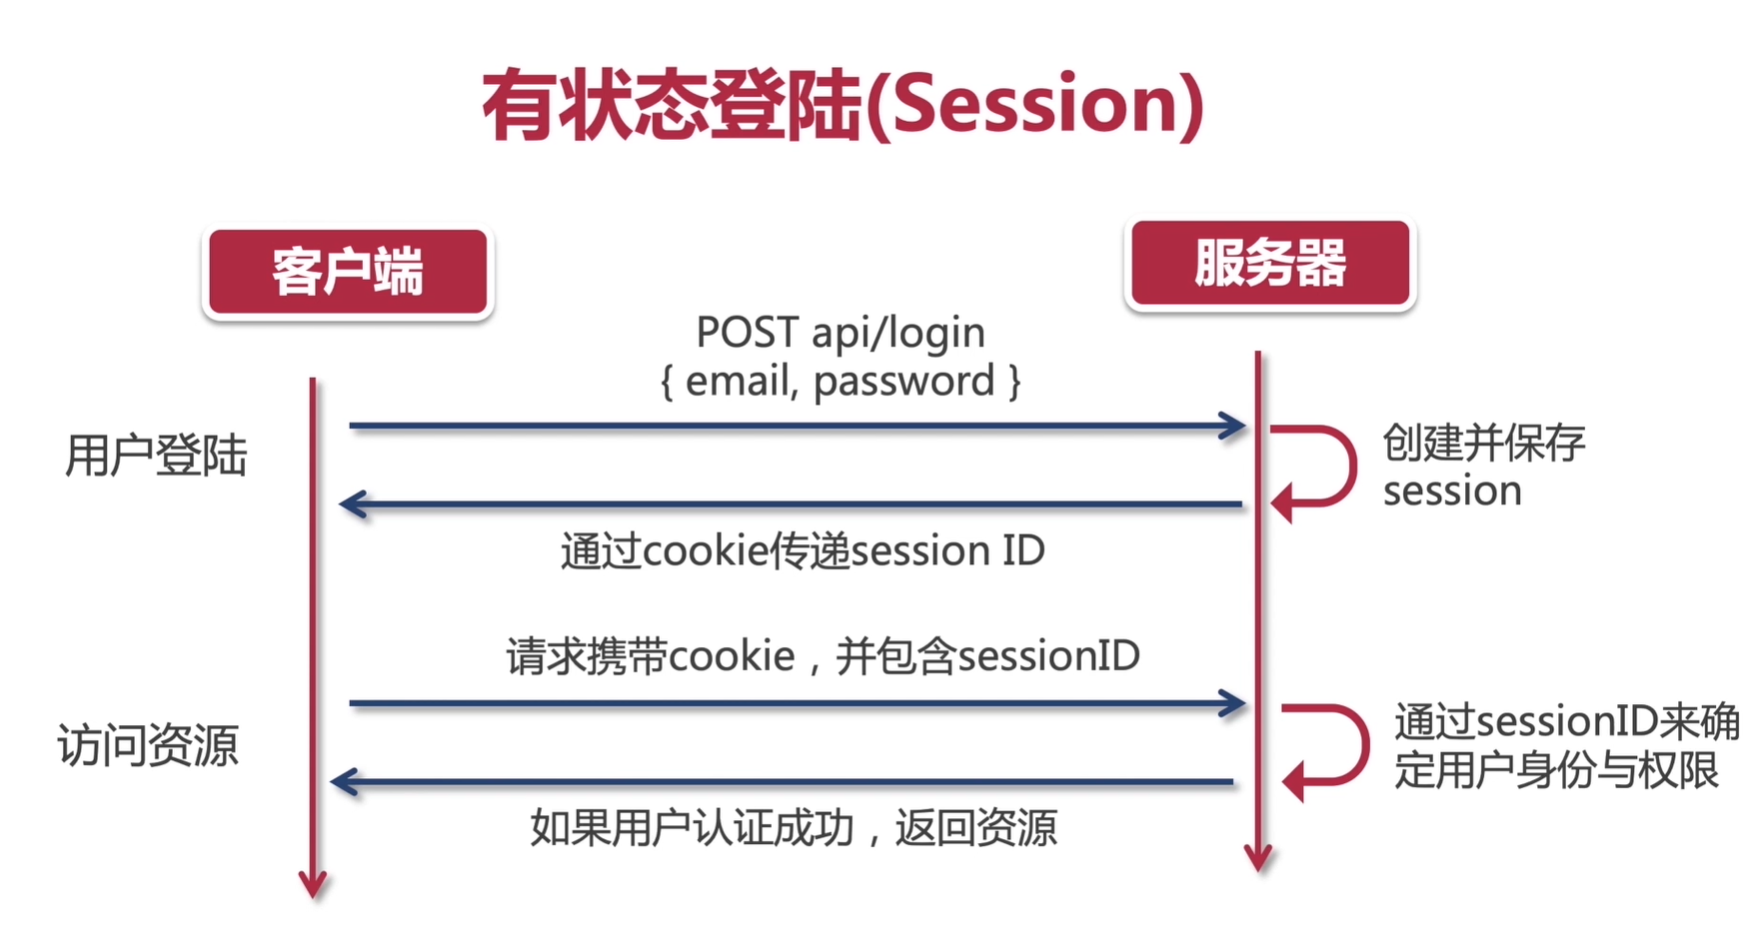 有状态登陆(Session)
客户端
服务器
POST api/login
{ email, password }
用户登陆
创建并保存
session
通过cookie传递session ID
请求携带cookie，并包含sessionID
访问资源
通过sessionID来确
定用户身份与权限
如果用户认证成功，返回资源